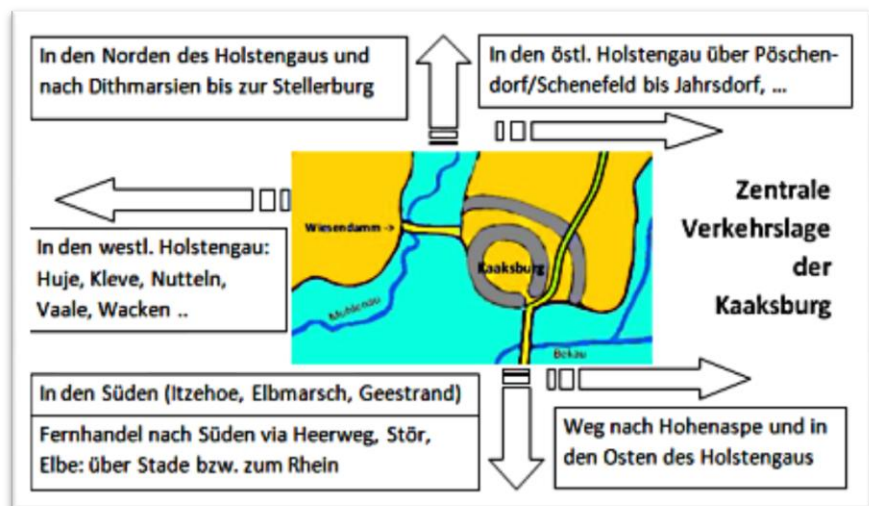 In den Norden des Holstengaus und
nach Dithmarsien bis zur Stellerburg
In den östl. Holstengau über Pöschen-
dorf/Schenefeld bis Jahrsdorf, ...
Zentrale
Verkehrslage
der
Kaaksburg
Wiesendamm ->
Kaaksburg
Mühlenau
Bekau
In den westl. Holstengau:
Huje, Kleve, Nutteln,
Vaale, Wacken ..
In den Süden (Itzehoe, Elbmarsch, Geestrand)
Fernhandel nach Süden via Heerweg, Stör,
Elbe: über Stade bzw. zum Rhein
Weg nach Hohenaspe und in
den Osten des Holstengaus